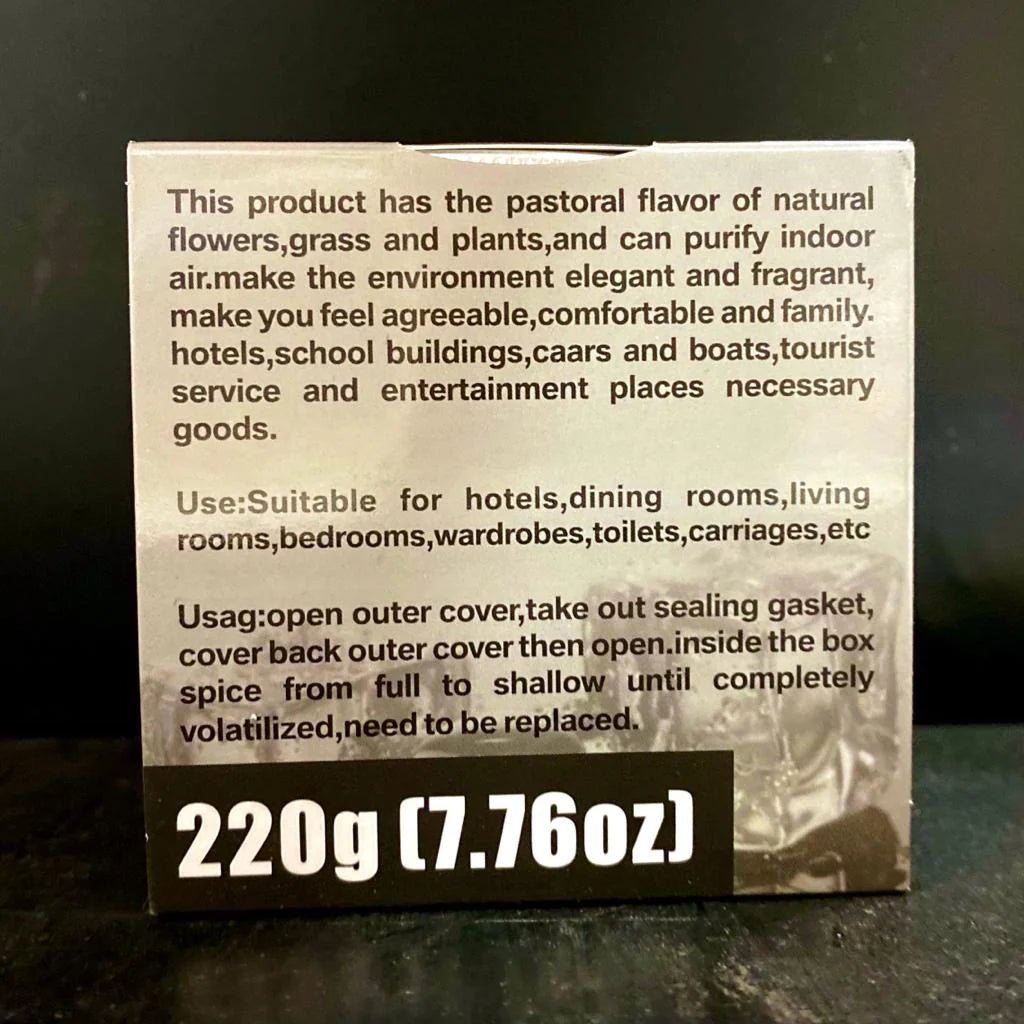 This product has the pastoral flavor of natural
flowers,grass and plants,and can purify indoor
air.make the environment elegant and fragrant,
make you feel agreeable,comfortable and family.
hotels,school buildings,caars and boats,tourist
service and entertainment places necessary
goods.
Use:Suitable for hotels,dining rooms,living
rooms,bedrooms,wardrobes,toilets,carriages,etc
Usag:open outer cover,take out sealing gasket,
cover back outer cover then open.inside the box
spice from full to shallow until completely
volatilized,need to be replaced.
220g (7.76oz)